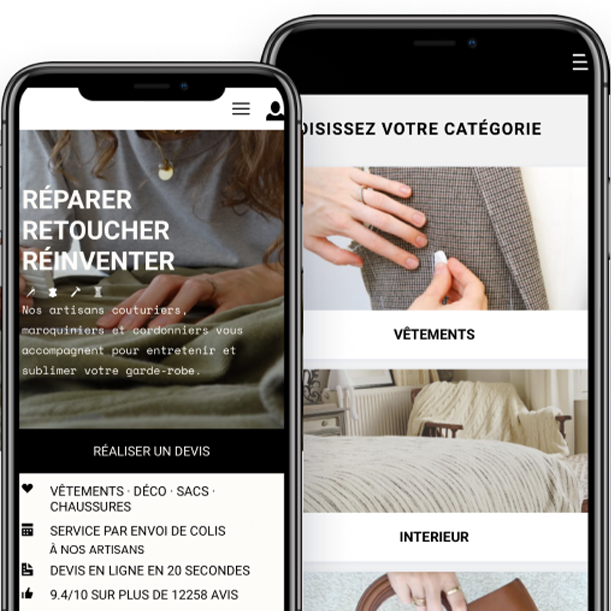 RÉPARER
RETOUCHER
RÉINVENTER
Nos artisans couturiers,
maroquiniers et cordonniers vous
accompagnent pour entretenir et
sublimer votre garde-robe.
RÉALISER UN DEVIS
VÊTEMENTS · DÉCO · SACS ·
CHAUSSURES
SERVICE PAR ENVOI DE COLIS
À NOS ARTISANS
DEVIS EN LIGNE EN 20 SECONDES
9.4/10 SUR PLUS DE 12258 AVIS
OISISSEZ VOTRE CATÉGORIE
VÊTEMENTS
INTERIEUR